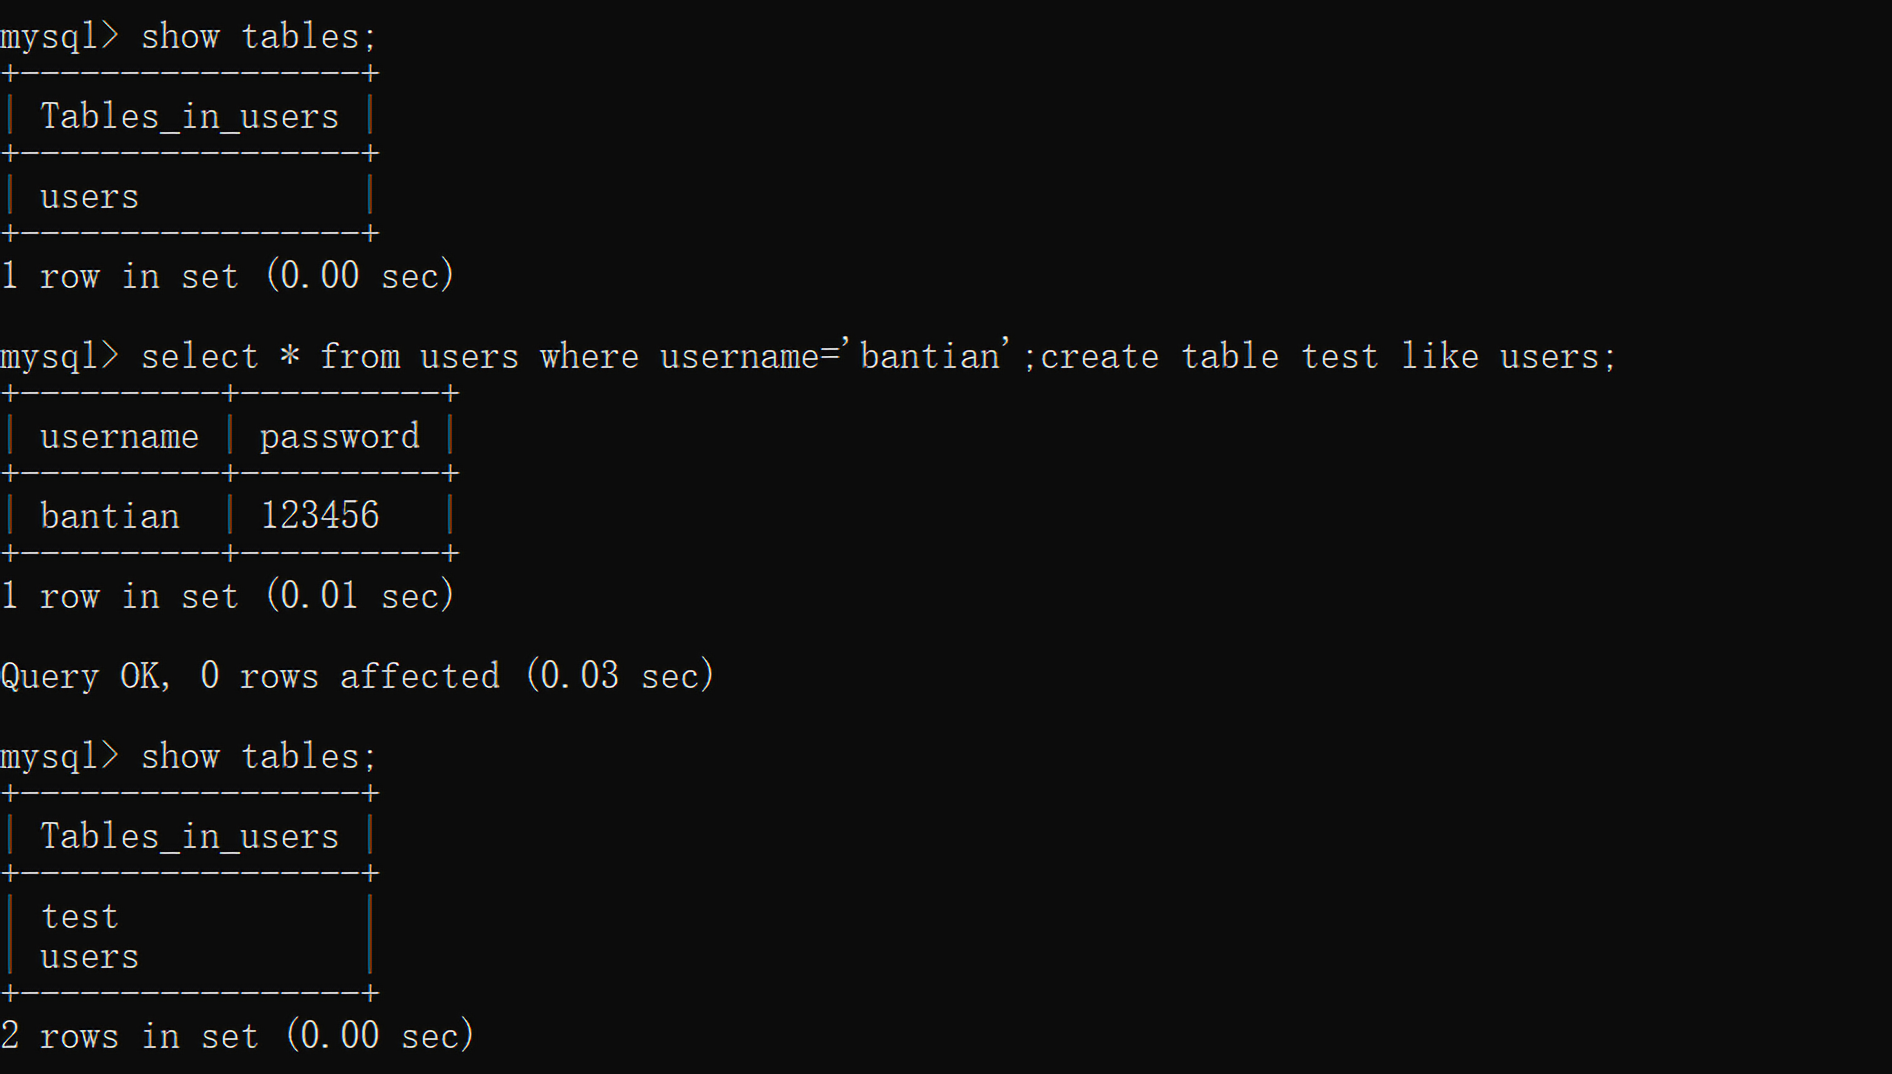 mysql> show tables;
+-----------------+
| Tables_in_users |
+-----------------+
| users           |
+-----------------+
1 row in set (0.00 sec)
mysql> select * from users where username='bantian';create table test like users;
+----------+----------+
| username | password |
+----------+----------+
| bantian  | 123456   |
+----------+----------+
1 row in set (0.01 sec)
Query OK, 0 rows affected (0.03 sec)
mysql> show tables;
+-----------------+
| Tables_in_users |
+-----------------+
| test            |
| users           |
+-----------------+
2 rows in set (0.00 sec)